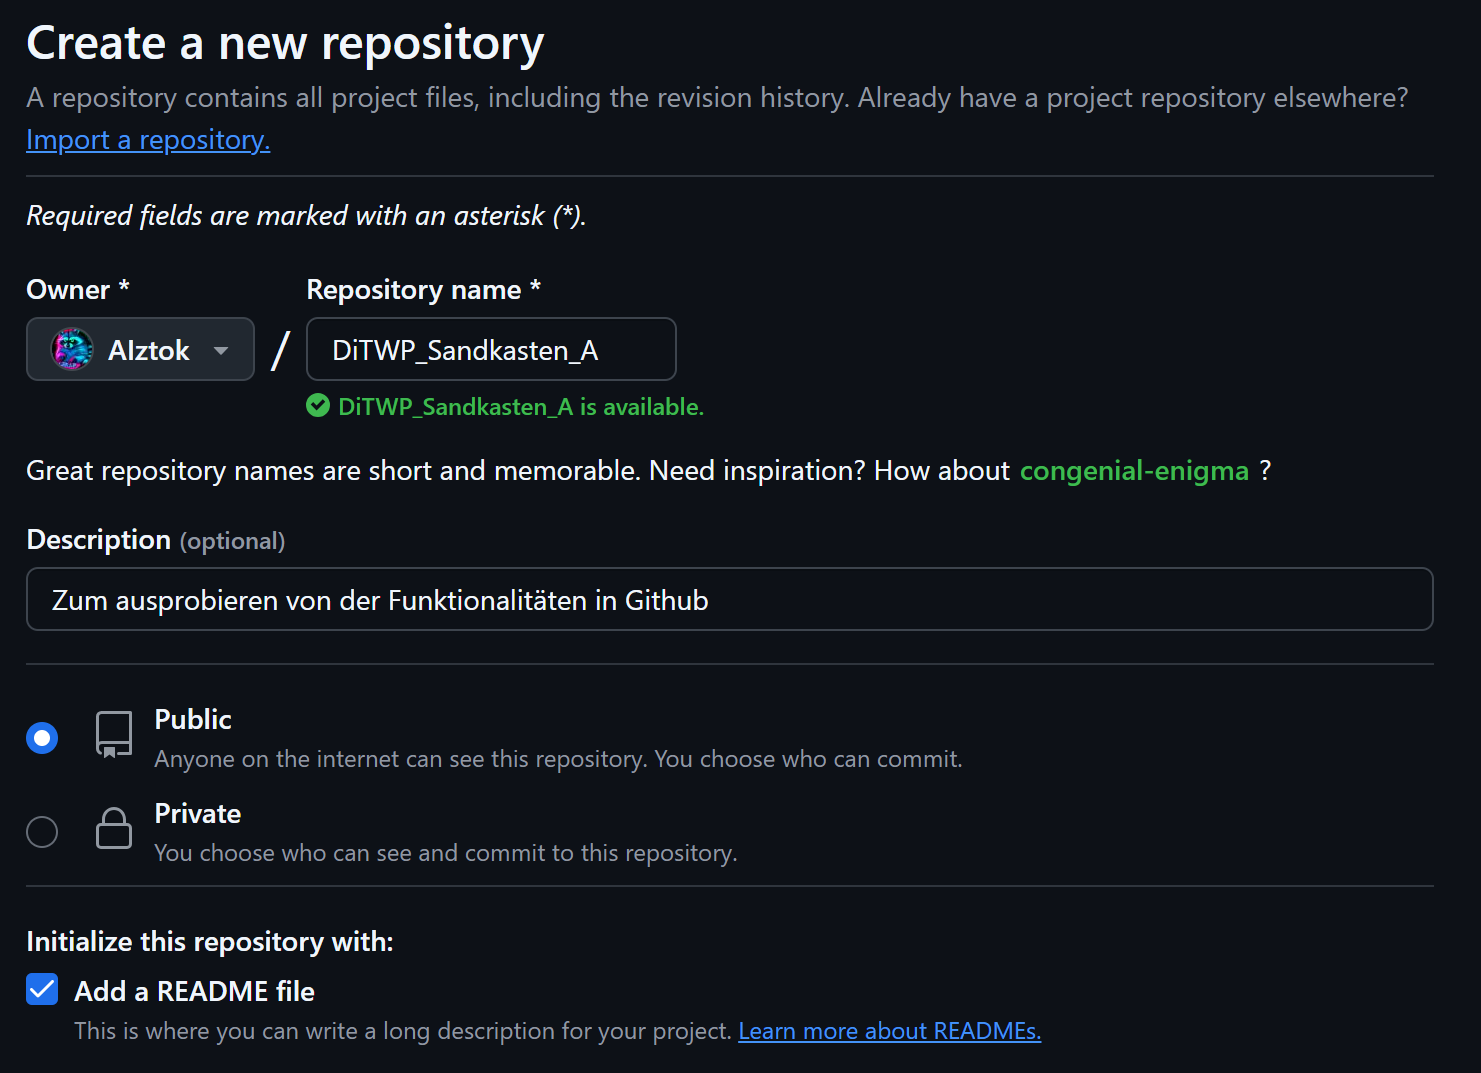 Create a new repository
A repository contains all project files, including the revision history. Already have a project repository elsewhere?
Import a repository.
Required fields are marked with an asterisk (*).
Owner *
Repository name *
AIztok
/
DiTWP_Sandkasten_A
DiTWP_Sandkasten_A is available.
Great repository names are short and memorable. Need inspiration? How about congenial-enigma ?
Description (optional)
Zum ausprobieren von der Funktionalitäten in Github
Public
Anyone on the internet can see this repository. You choose who can commit.
Private
You choose who can see and commit to this repository.
Initialize this repository with:
Add a README file
This is where you can write a long description for your project. Learn more about READMEs.